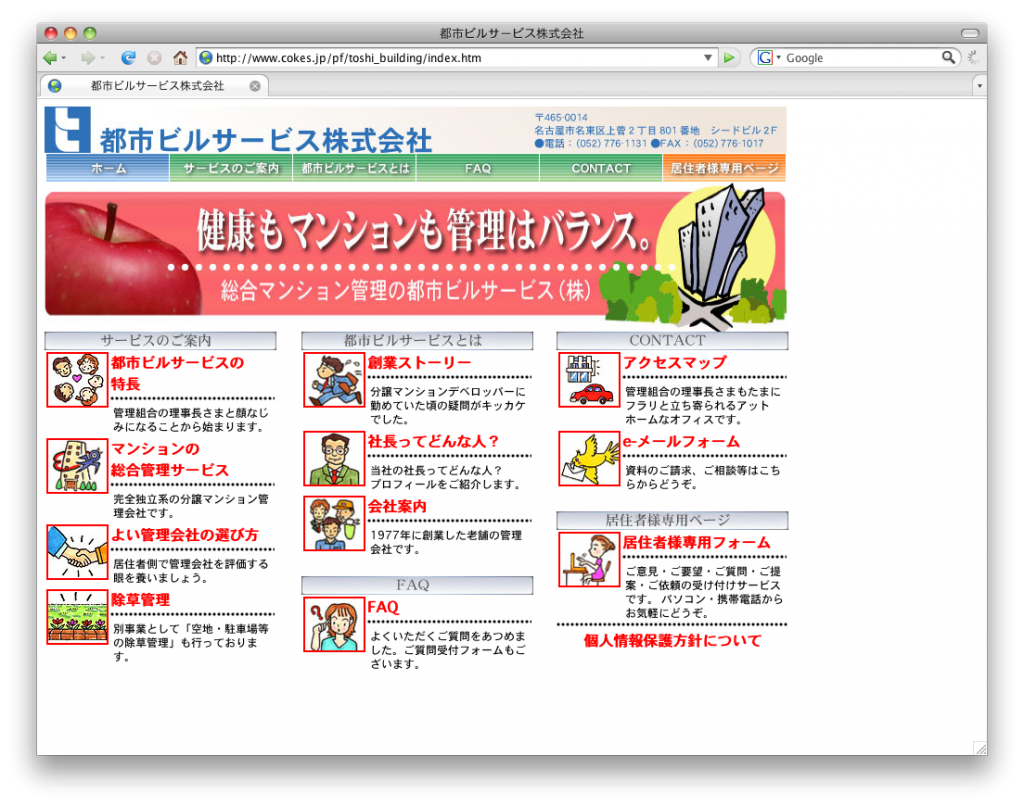 都市ビルサービス株式会社
http://www.cokes.jp/pf/toshi_building/index.htm
Google
都市ビルサービス株式会社
都市ビルサービス株式会社
〒465-0014
名古屋市名東区上菅２丁目801番地　シードビル２F
●電話：（052）776-1131 ●FAX：（052）776-1017
ホーム
サービスのご案内
都市ビルサービスとは
FAQ
CONTACT
居住者様専用ページ
健康もマンションも管理はバランス。
総合マンション管理の都市ビルサービス（株）
サービスのご案内
都市ビルサービスの
特長
管理組合の理事長さまと顔なじ
みになることから始まります。
マンションの
総合管理サービス
完全独立系の分譲マンション管
理会社です。
よい管理会社の選び方
居住者側で管理会社を評価する
眼を養いましょう。
除草管理
別事業として「空地・駐車場等
の除草管理」も行っておりま
す。
都市ビルサービスとは
創業ストーリー
分譲マンションデベロッパーに
勤めていた頃の疑問がキッカケ
でした。
社長ってどんな人？
当社の社長ってどんな人？
プロフィールをご紹介します。
会社案内
1977年に創業した老舗の管理
会社です。
FAQ
FAQ
よくいただくご質問をあつめま
した。ご質問受付フォームもご
ざいます。
CONTACT
アクセスマップ
管理組合の理事長さまもたまに
フラリと立ち寄られるアット
ホームなオフィスです。
e-メールフォーム
資料のご請求、ご相談等はこち
らからどうぞ。
居住者様専用ページ
居住者様専用フォーム
ご意見・ご要望・ご質問・ご提
案・ご依頼の受け付けサービス
です。 パソコン・携帯電話から
お気軽にどうぞ。
個人情報保護方針について